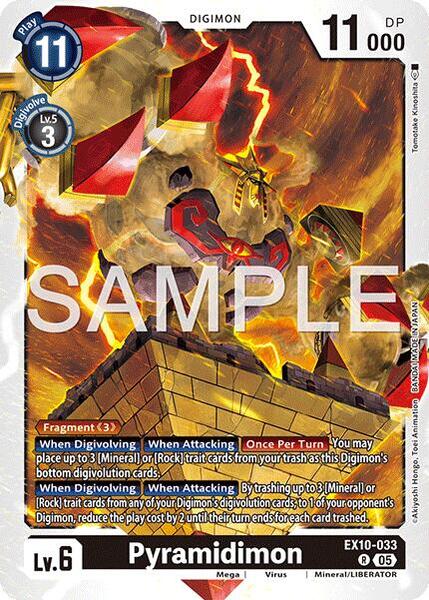 Play
11
DIGIMON
11000
DP
Digivolve
Lv.5
3
Tomotake Kinoshita
SAMPLE
Fragment《3》
When Digivolving When Attacking Once Per Turn You may
place up to 3 [Mineral] or [Rock] trait cards from your trash as this Digimon's
bottom digivolution cards.
When Digivolving When Attacking By trashing up to 3 [Mineral] or
[Rock] trait cards from any of your Digimon's digivolution cards, to 1 of your opponent's
Digimon, reduce the play cost by 2 until their turn ends for each card trashed.
©Akiyoshi Hongo, Toei Animation BANDAI MADE IN JAPAN
Lv.6
Pyramidimon
EX10-033
R 05
Mega Virus Mineral/LIBERATOR